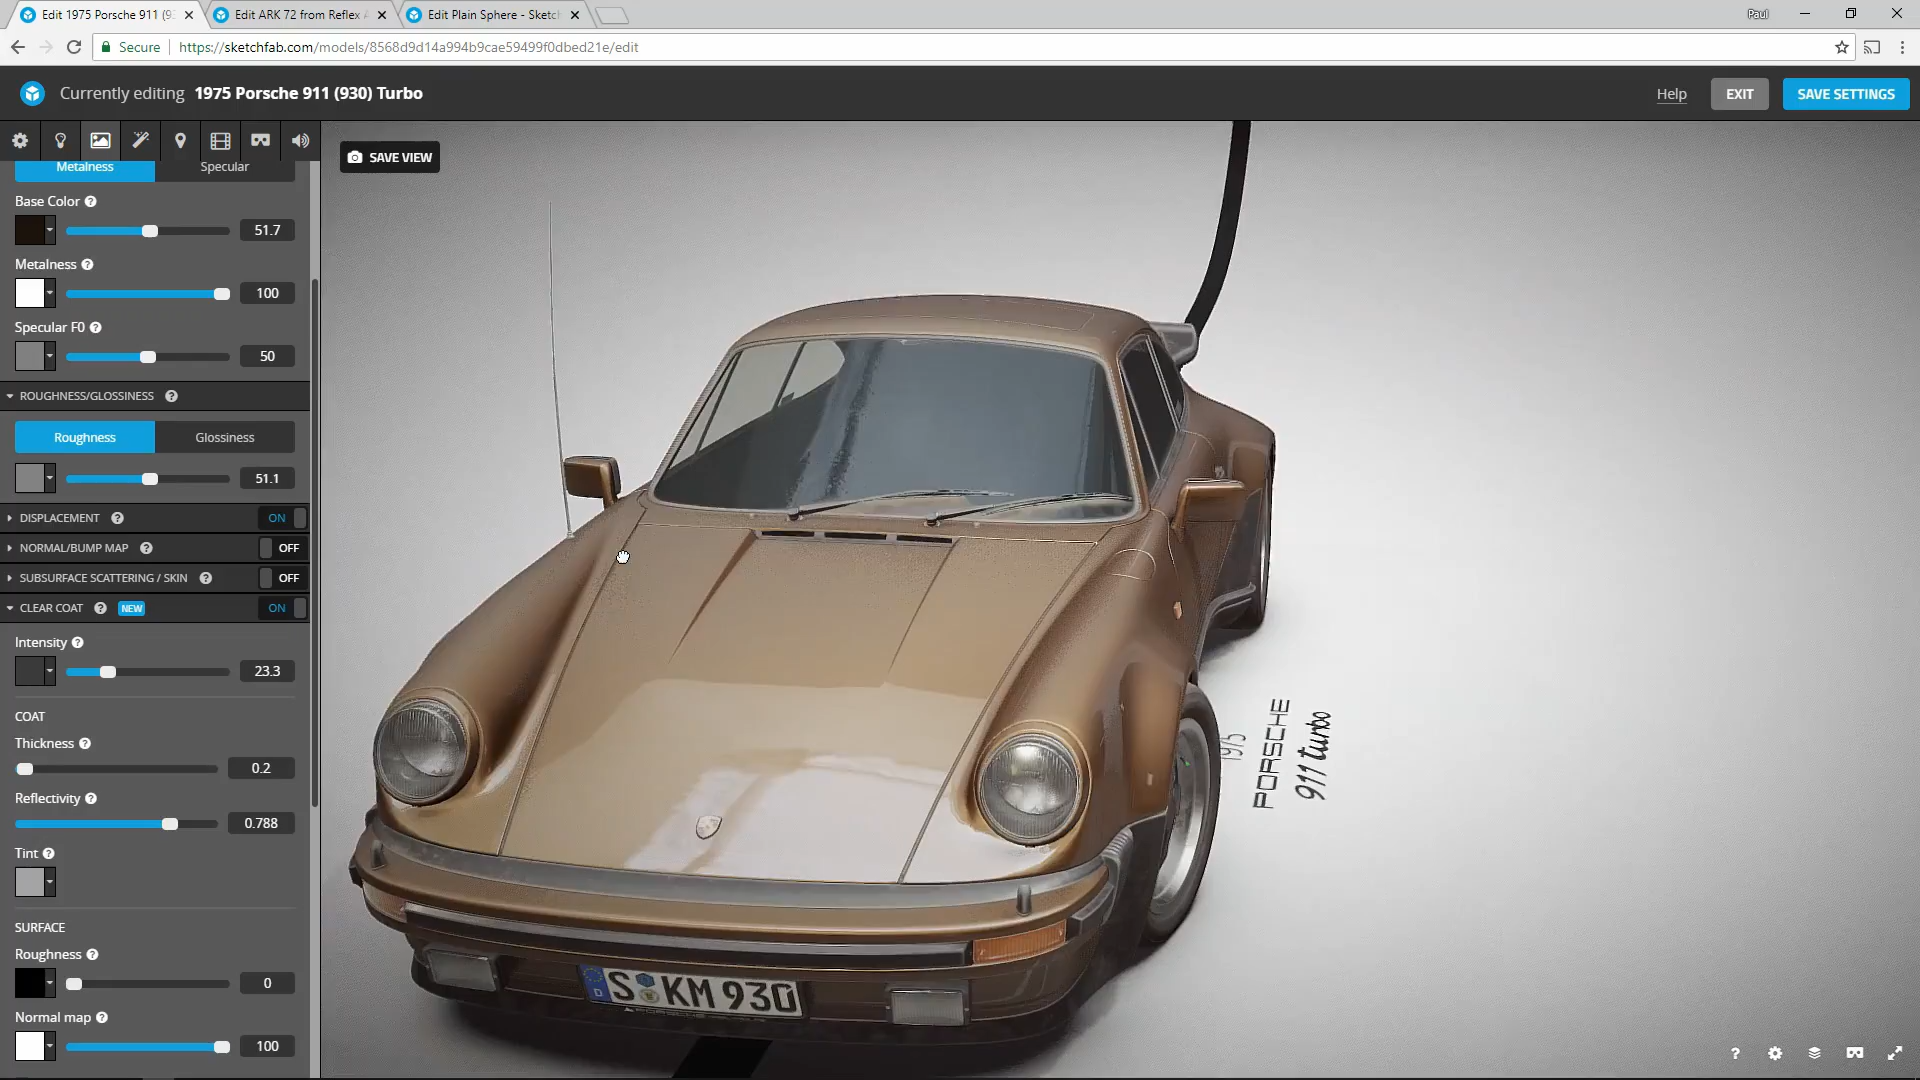 Edit 1975 Porsche 911 (93
Edit ARK 72 from Reflex A
Edit Plain Sphere - Sketch
Paul
Secure
https://sketchfab.com/models/8568d9d14a994b9cae59499f0dbed21e/edit
Currently editing 1975 Porsche 911 (930) Turbo
Help
EXIT
SAVE SETTINGS
SAVE VIEW
Metalness
Specular
Base Color ?
51.7
Metalness ?
100
Specular F0 ?
50
ROUGHNESS/GLOSSINESS ?
Roughness
Glossiness
51.1
DISPLACEMENT ? ON
NORMAL/BUMP MAP ? OFF
SUBSURFACE SCATTERING / SKIN ? OFF
CLEAR COAT ? NEW ON
Intensity ?
23.3
COAT
Thickness ?
0.2
Reflectivity ?
0.788
Tint ?
SURFACE
Roughness ?
0
Normal map ?
100
1975
PORSCHE
911 turbo
D S KM 930
?